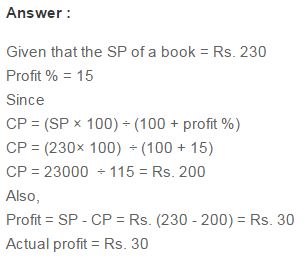 Answer :
Given that the SP of a book = Rs. 230
Profit % = 15
Since
CP = (SP × 100) ÷ (100 + profit %)
CP = (230× 100)  ÷ (100 + 15)
CP = 23000  ÷ 115 = Rs. 200
Also,
Profit = SP - CP = Rs. (230 - 200) = Rs. 30
Actual profit = Rs. 30